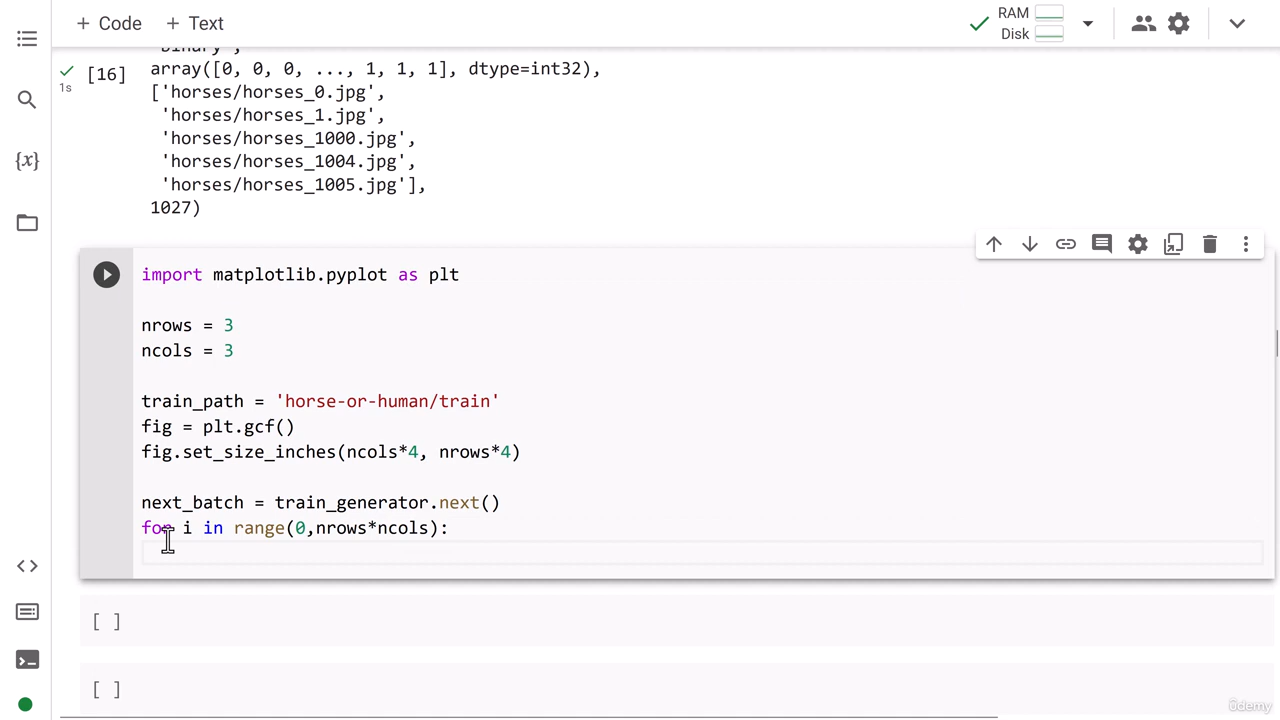 + Code + Text
RAM
Disk
'binary',
[16]
1s
array([0, 0, 0, ..., 1, 1, 1], dtype=int32),
['horses/horses_0.jpg',
'horses/horses_1.jpg',
'horses/horses_1000.jpg',
'horses/horses_1004.jpg',
'horses/horses_1005.jpg'],
1027)
{x}
import matplotlib.pyplot as plt
nrows = 3
ncols = 3
train_path = 'horse-or-human/train'
fig = plt.gcf()
fig.set_size_inches(ncols*4, nrows*4)
next_batch = train_generator.next()
for i in range(0,nrows*ncols):
[ ]
[ ]
ûdemy